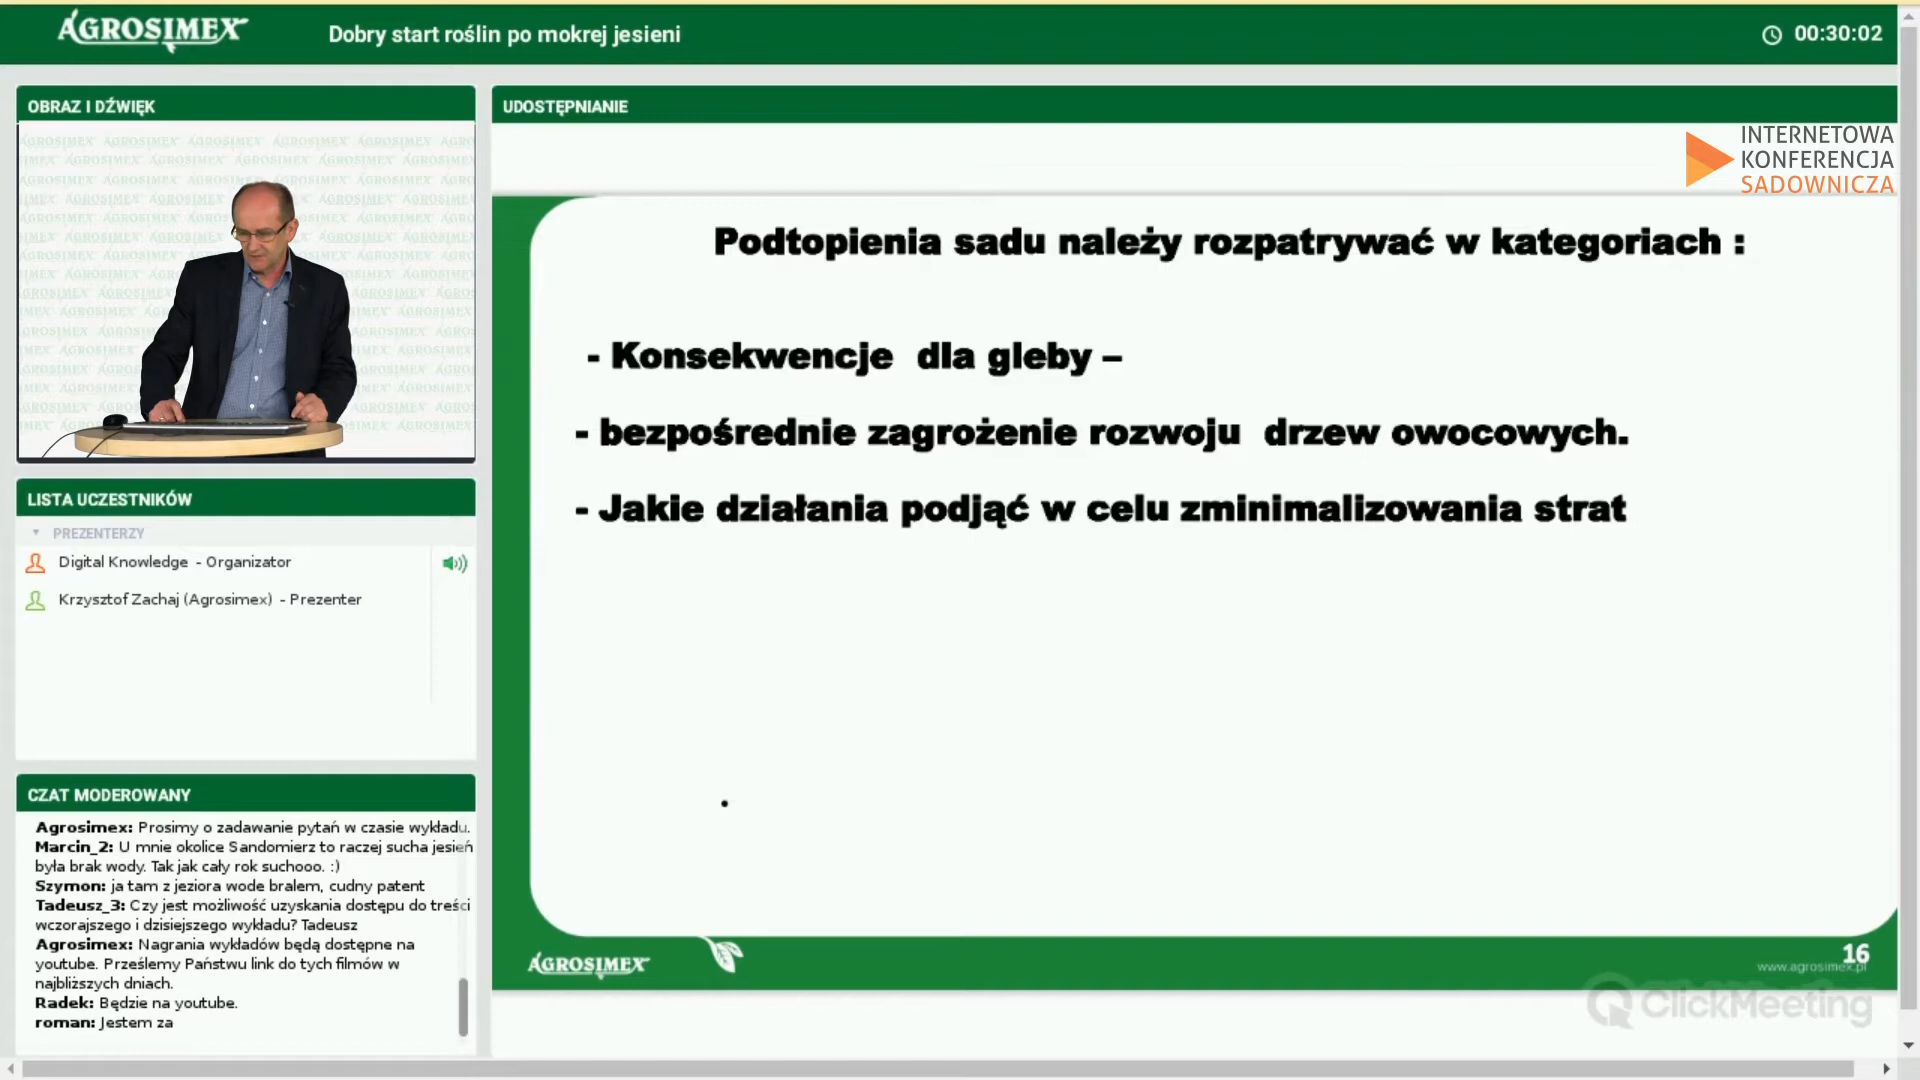 AGROSIMEX
Dobry start roślin po mokrej jesieni
00:30:02
OBRAZ I DŹWIĘK
LISTA UCZESTNIKÓW
PREZENTERZY
Digital Knowledge - Organizator
Krzysztof Zachaj (Agrosimex) - Prezenter
CZAT MODEROWANY
Agrosimex: Prosimy o zadawanie pytań w czasie wykładu.
Marcin_2: U mnie okolice Sandomierz to raczej sucha jesień
była brak wody. Tak jak cały rok suchooo. :)
Szymon: ja tam z jeziora wode bralem, cudny patent
Tadeusz_3: Czy jest możliwość uzyskania dostępu do treści
wczorajszego i dzisiejszego wykładu? Tadeusz
Agrosimex: Nagrania wykładów będą dostępne na
youtube. Prześlemy Państwu link do tych filmów w
najbliższych dniach.
Radek: Będzie na youtube.
roman: Jestem za
UDOSTĘPNIANIE
INTERNETOWA
KONFERENCJA
SADOWNICZA
Podtopienia sadu należy rozpatrywać w kategoriach :
- Konsekwencje dla gleby –
- bezpośrednie zagrożenie rozwoju drzew owocowych.
- Jakie działania podjąć w celu zminimalizowania strat
.
AGROSIMEX
16
www.agrosimex.pl
ClickMeeting